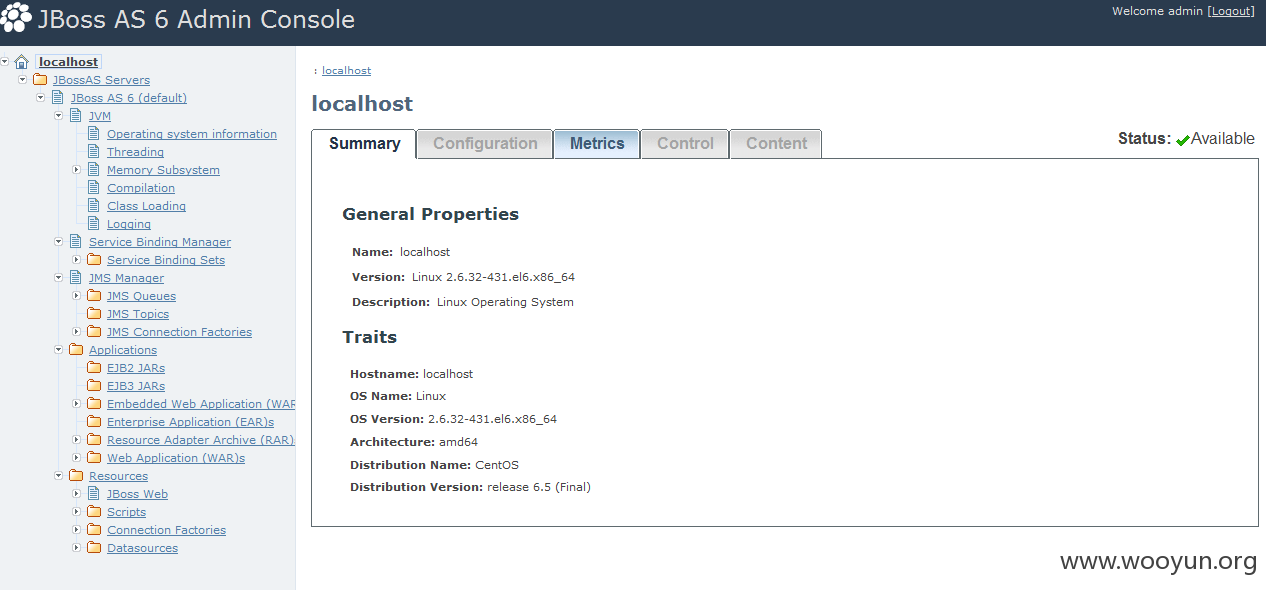 JBoss AS 6 Admin Console
Welcome admin [Logout]
localhost
JBossAS Servers
JBoss AS 6 (default)
JVM
Operating system information
Threading
Memory Subsystem
Compilation
Class Loading
Logging
Service Binding Manager
Service Binding Sets
JMS Manager
JMS Queues
JMS Topics
JMS Connection Factories
Applications
EJB2 JARs
EJB3 JARs
Embedded Web Application (WAR
Enterprise Application (EAR)s
Resource Adapter Archive (RAR)s
Web Application (WAR)s
Resources
JBoss Web
Scripts
Connection Factories
Datasources
: localhost
localhost
Summary Configuration Metrics Control Content
Status: Available
General Properties
Name: localhost
Version: Linux 2.6.32-431.el6.x86_64
Description: Linux Operating System
Traits
Hostname: localhost
OS Name: Linux
OS Version: 2.6.32-431.el6.x86_64
Architecture: amd64
Distribution Name: CentOS
Distribution Version: release 6.5 (Final)
www.wooyun.org